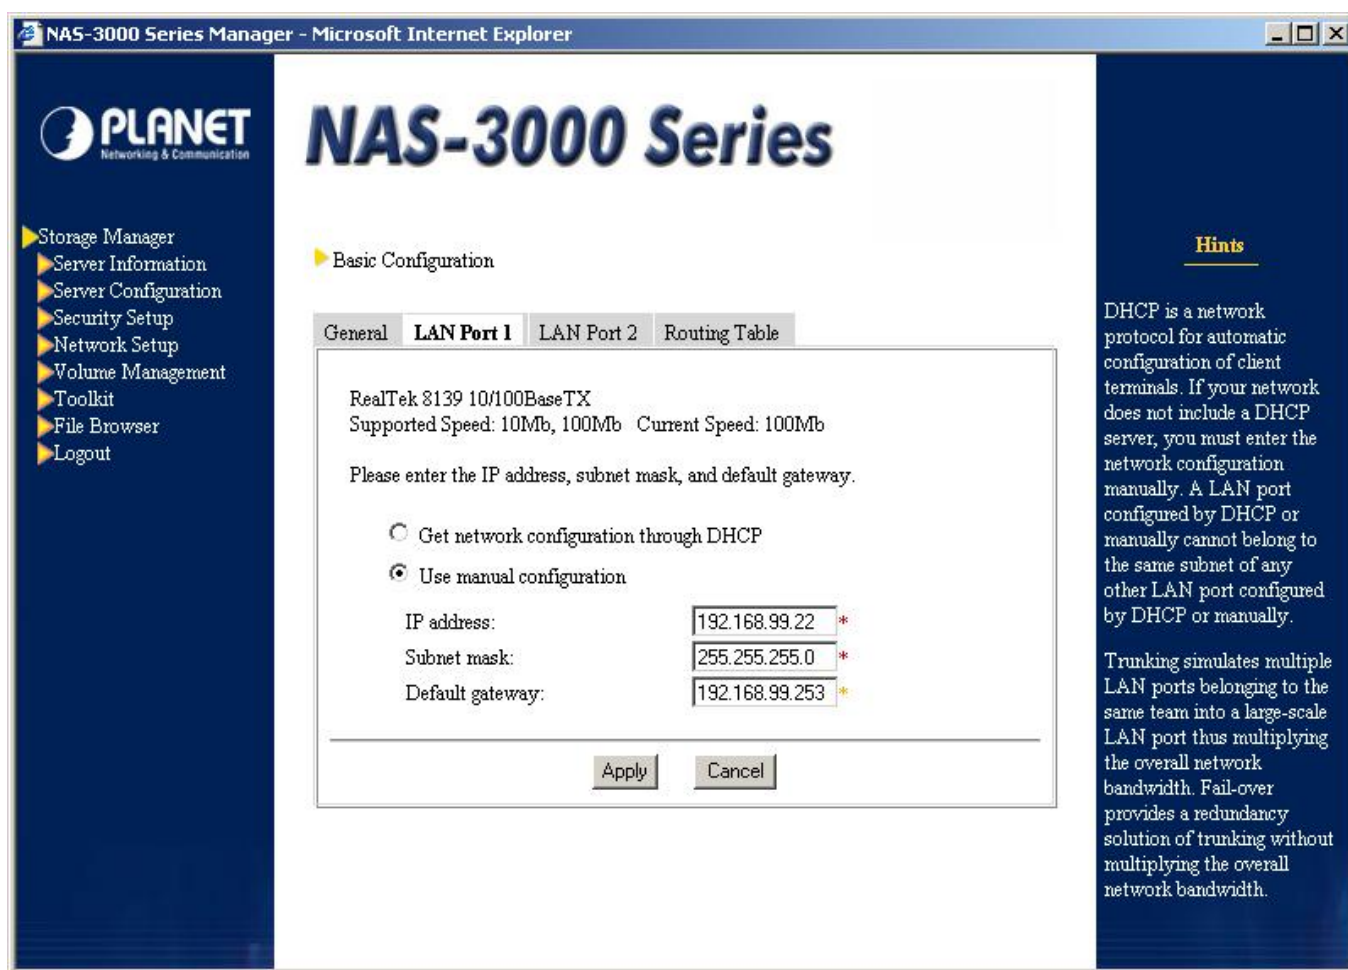 NAS-3000 Series Manager - Microsoft Internet Explorer
PLANET
Networking & Communication
NAS-3000 Series
Storage Manager
Server Information
Server Configuration
Security Setup
Network Setup
Volume Management
Toolkit
File Browser
Logout
Basic Configuration
General LAN Port 1 LAN Port 2 Routing Table
RealTek 8139 10/100BaseTX
Supported Speed: 10Mb, 100Mb Current Speed: 100Mb
Please enter the IP address, subnet mask, and default gateway.
Get network configuration through DHCP
Use manual configuration
IP address: 192.168.99.22 *
Subnet mask: 255.255.255.0 *
Default gateway: 192.168.99.253 *
Apply Cancel
Hints
DHCP is a network
protocol for automatic
configuration of client
terminals. If your network
does not include a DHCP
server, you must enter the
network configuration
manually. A LAN port
configured by DHCP or
manually cannot belong to
the same subnet of any
other LAN port configured
by DHCP or manually.
Trunking simulates multiple
LAN ports belonging to the
same team into a large-scale
LAN port thus multiplying
the overall network
bandwidth. Fail-over
provides a redundancy
solution of trunking without
multiplying the overall
network bandwidth.